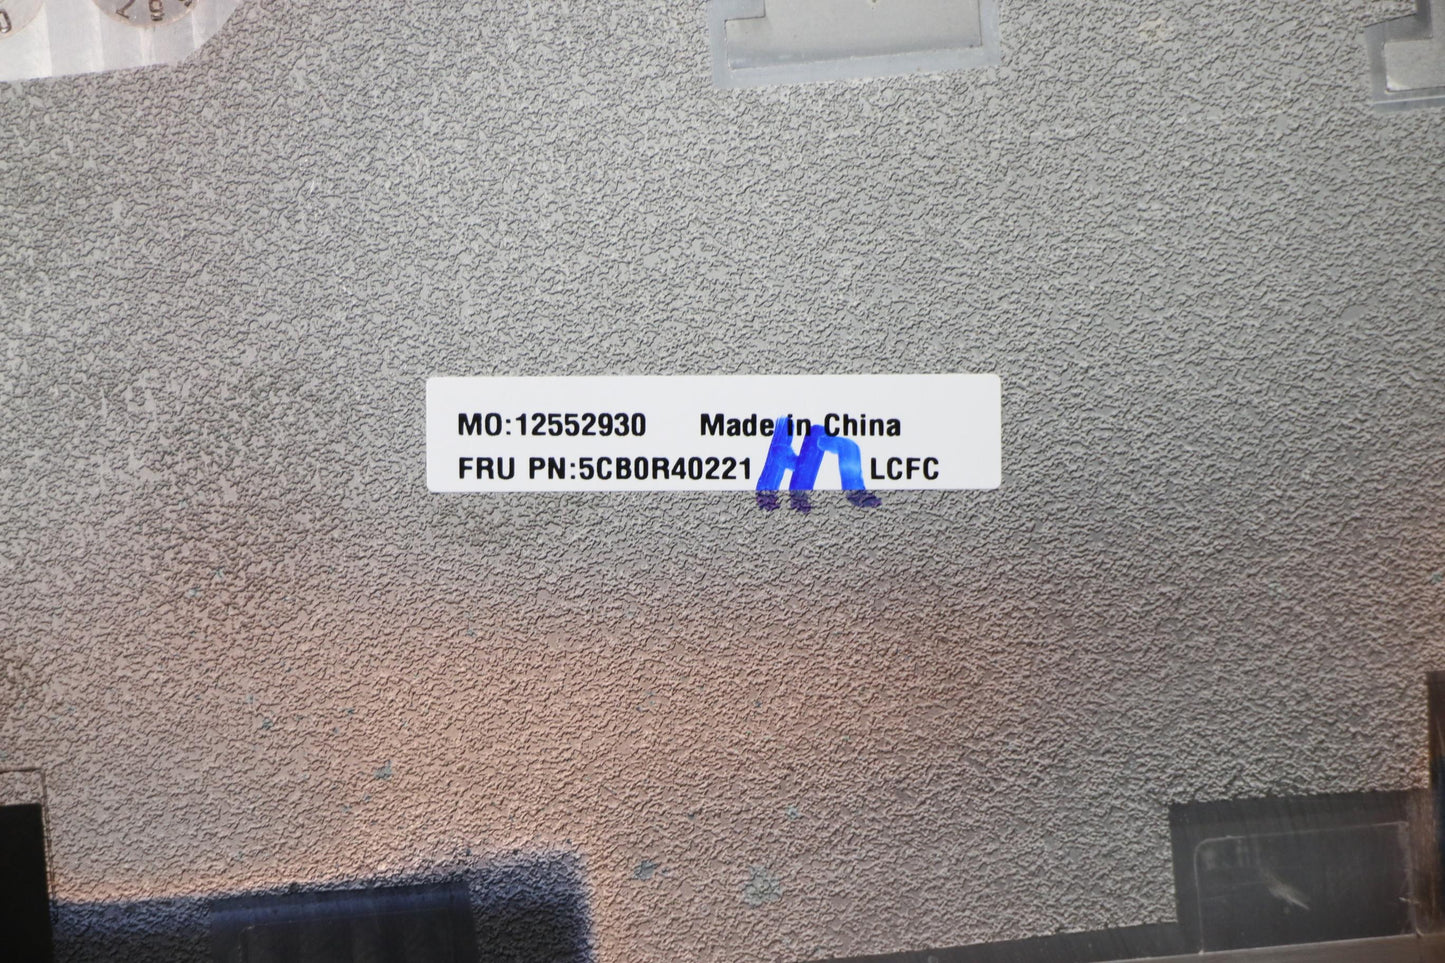 MO:12552930 Made in China
FRU PN:5CB0R40221 LCFC